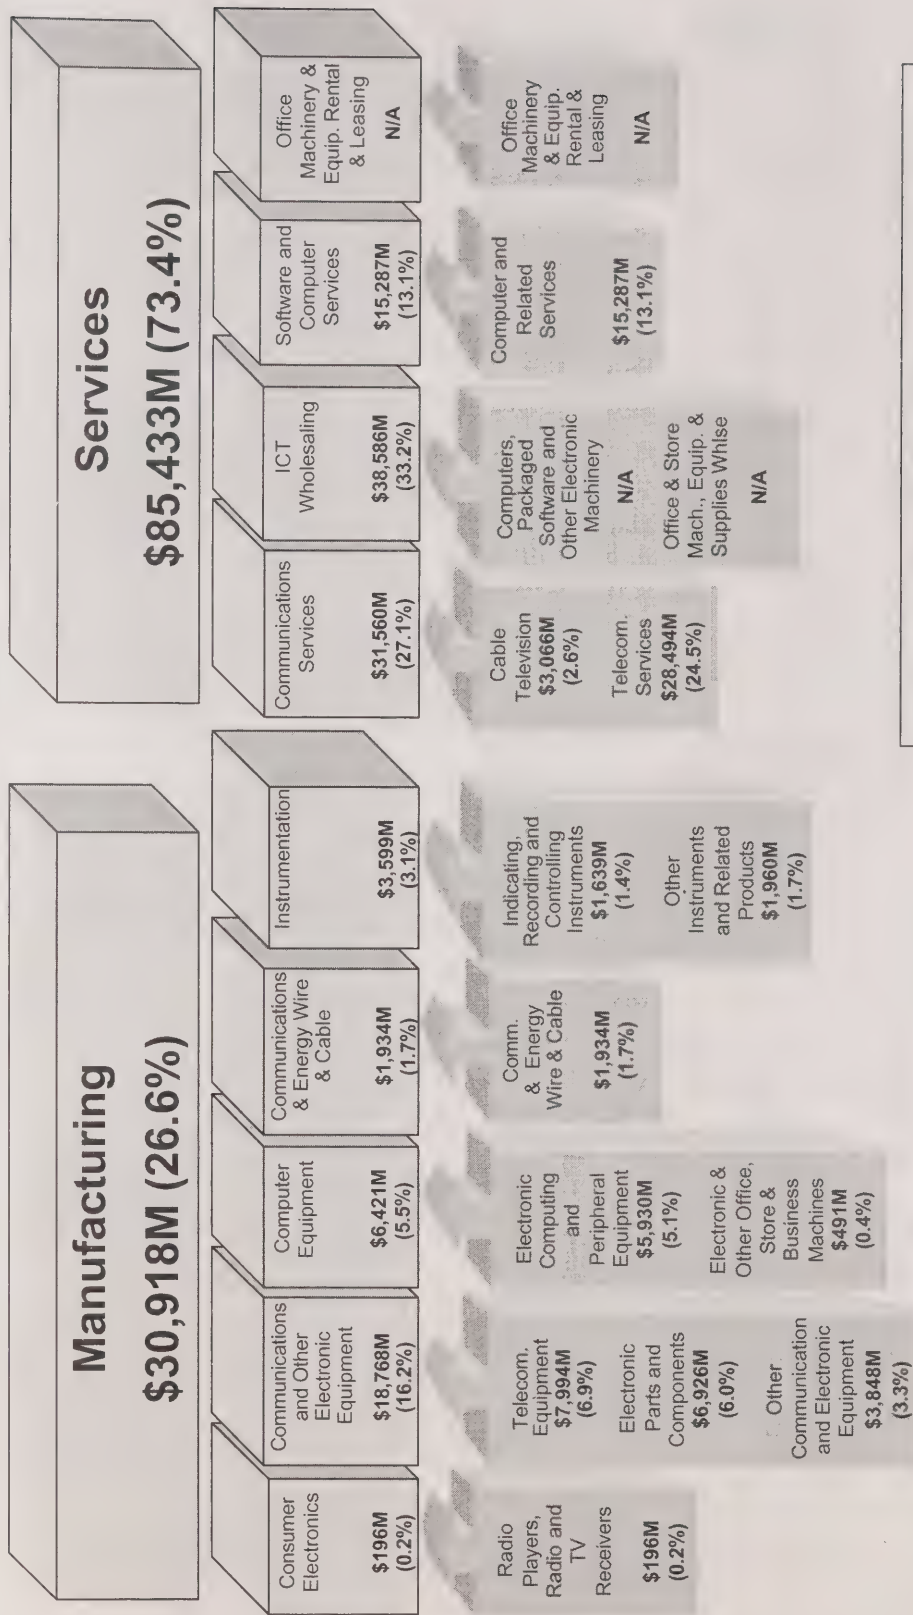 Manufacturing
$30,918M (26.6%)
Consumer
Electronics
$196M
(0.2%)
Communications
and Other
Electronic
Equipment
$18,768M
(16.2%)
Computer
Equipment
$6,421M
(5.5%)
Communications
& Energy Wire
& Cable
$1,934M
(1.7%)
Instrumentation
$3,599M
(3.1%)
Radio
Players,
Radio and
TV
Receivers
$196M
(0.2%)
Telecom.
Equipment
$7,994M
(6.9%)
Electronic
Parts and
Components
$6,926M
(6.0%)
Other
Communication
and Electronic
Equipment
$3,848M
(3.3%)
Electronic
Computing
and
Peripheral
Equipment
$5,930M
(5.1%)
Electronic &
Other Office,
Store &
Business
Machines
$491M
(0.4%)
Comm.
& Energy
Wire & Cable
$1,934M
(1.7%)
Indicating,
Recording and
Controlling
Instruments
$1,639M
(1.4%)
Other
Instruments
and Related
Products
$1,960M
(1.7%)
Services
$85,433M (73.4%)
Communications
Services
$31,560M
(27.1%)
ICT
Wholesaling
$38,586M
(33.2%)
Software and
Computer
Services
$15,287M
(13.1%)
Office
Machinery &
Equip. Rental
& Leasing
N/A
Cable
Television
$3,066M
(2.6%)
Telecom.
Services
$28,494M
(24.5%)
Computers,
Packaged
Software and
Other Electronic
Machinery
N/A
Office & Store
Mach., Equip. &
Supplies Whlse
N/A
Computer and
Related
Services
$15,287M
(13.1%)
Office
Machinery
& Equip.
Rental &
Leasing
N/A